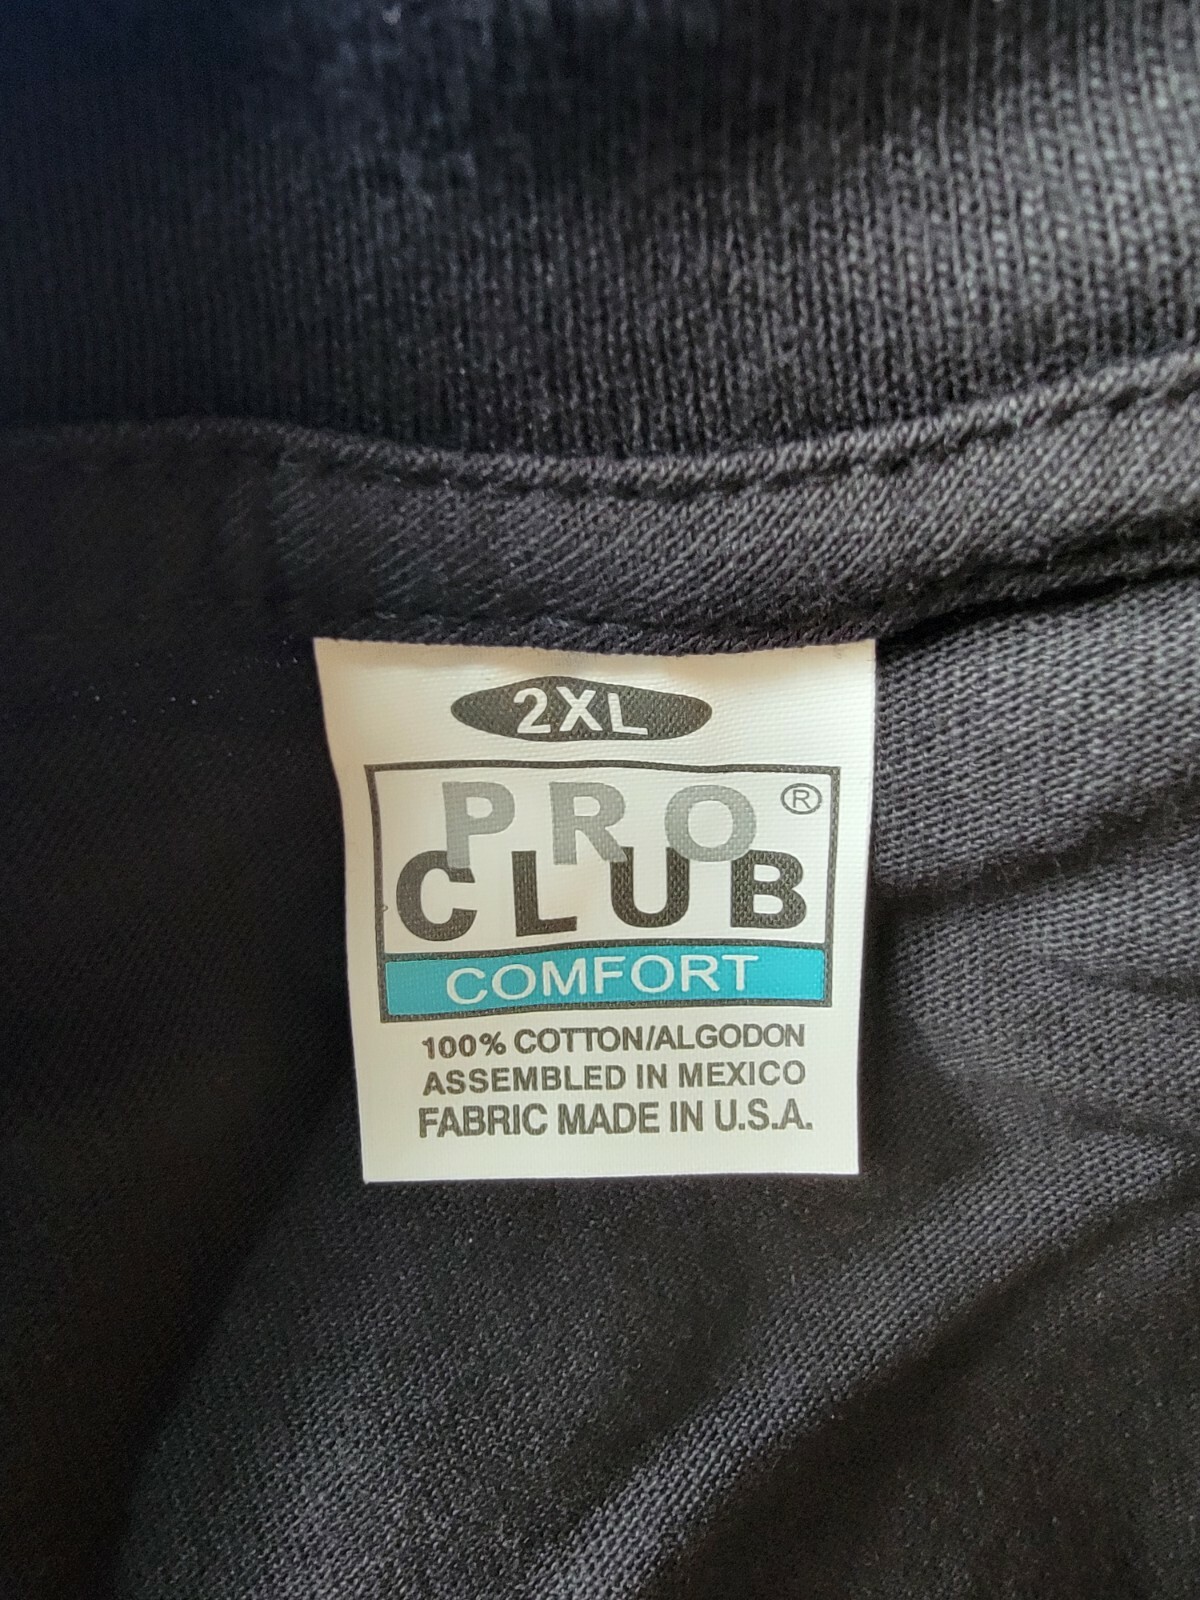 2XL
PRO ®
CLUB
COMFORT
100% COTTON/ALGODON
ASSEMBLED IN MEXICO
FABRIC MADE IN U.S.A.